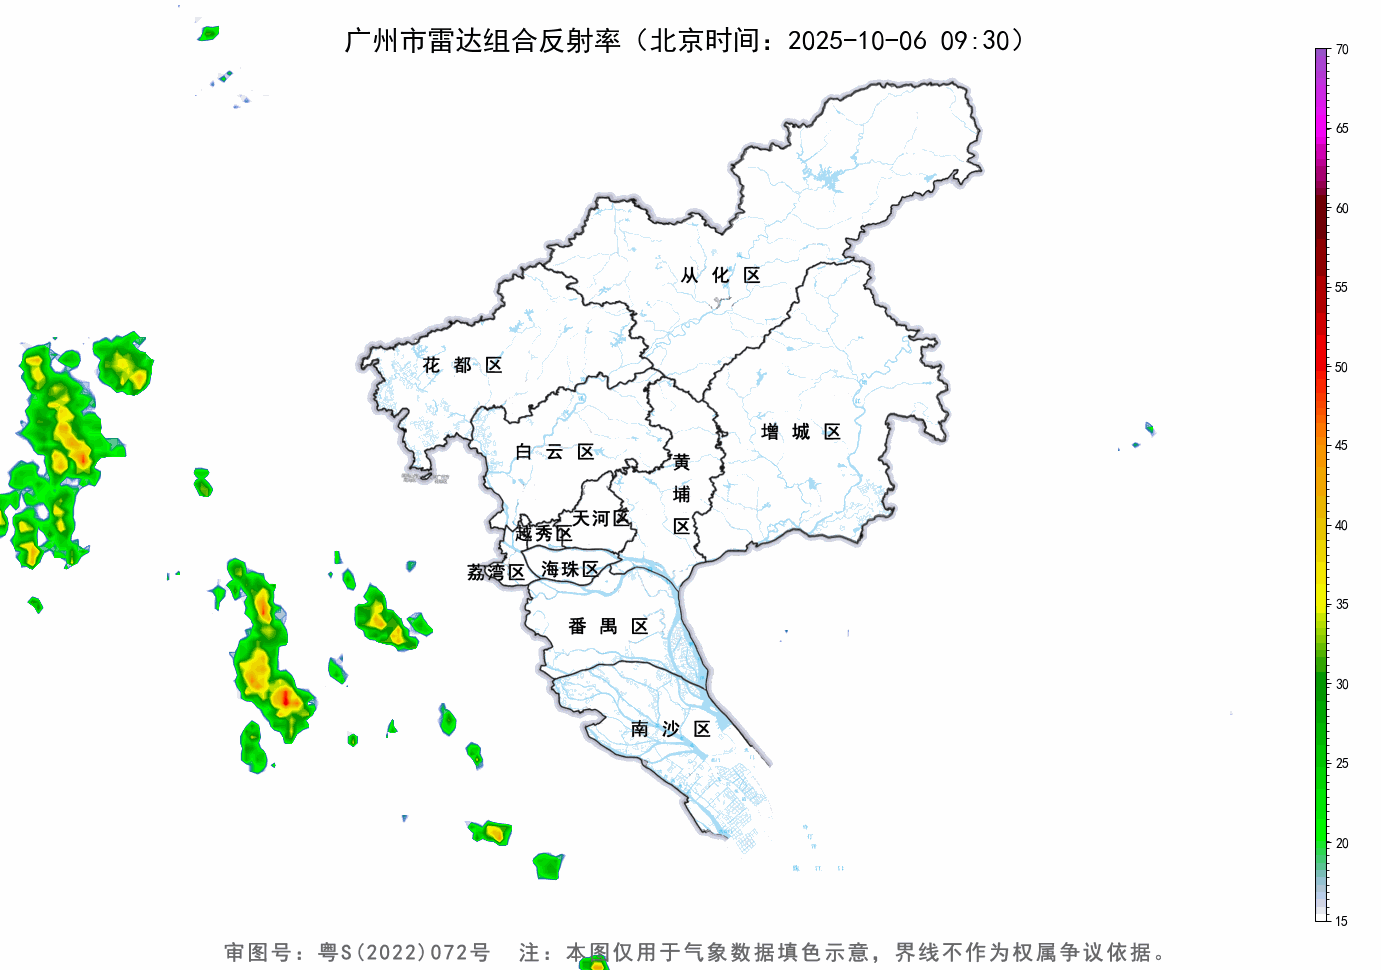 广州市雷达组合反射率（北京时间：2025-10-06 09:30）
70
65
60
55
50
45
40
35
30
25
20
15
从化区
花都区
增城区
白云区
黄埔区
天河区
越秀区
荔湾区
海珠区
番禺区
南沙区
审图号：粤S(2022)072号 注：本图仅用于气象数据填色示意，界线不作为权属争议依据。